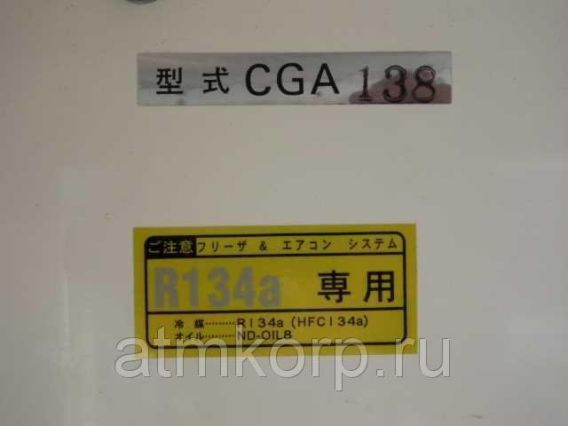 型式 CGA 138
ご注意 フリーザ & エアコン システム
R134a 専用
冷媒………R134a (HFC134a)
オイル………ND-OIL8
atmkorp.ru